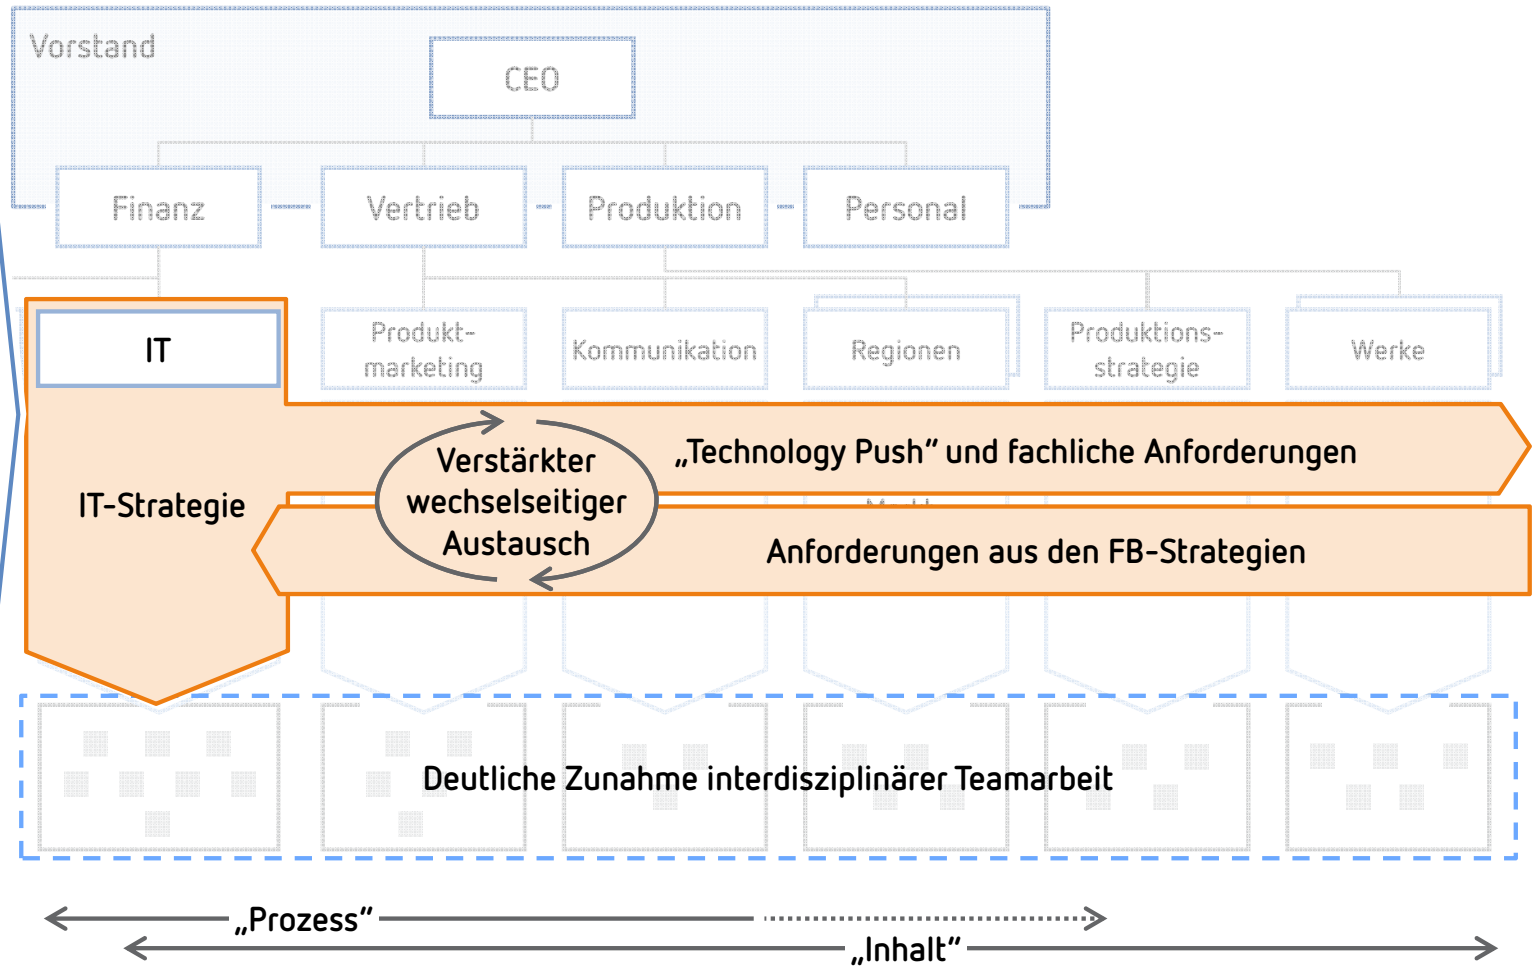 Vorstand
CEO
Finanz
Vertrieb
Produktion
Personal
IT
Produkt-
marketing
Kommunikation
Regionen
Produktions-
strategie
Werke
IT-Strategie
Verstärkter
wechselseitiger
Austausch
„Technology Push“ und fachliche Anforderungen
Anforderungen aus den FB-Strategien
Deutliche Zunahme interdisziplinärer Teamarbeit
„Prozess“
„Inhalt“